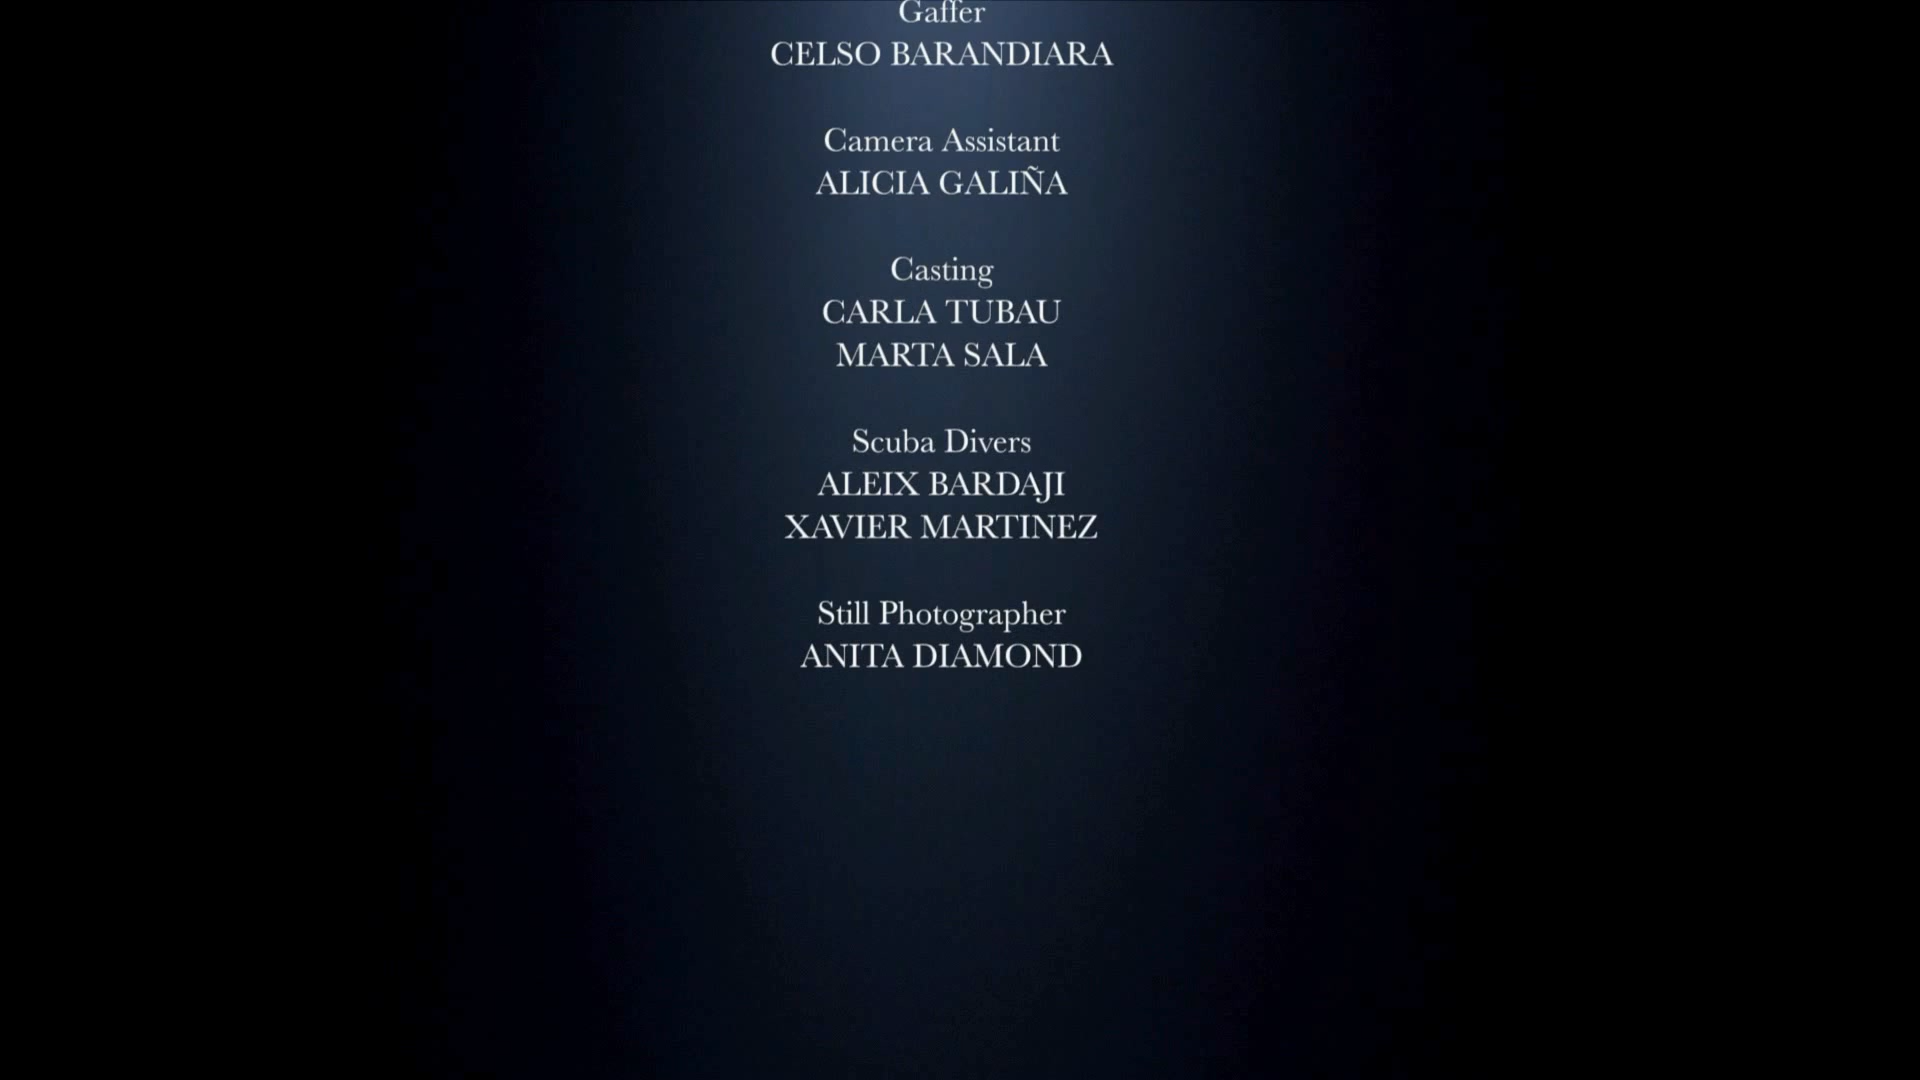 Gaffer
CELSO BARANDIARA
Camera Assistant
ALICIA GALIÑA
Casting
CARLA TUBAU
MARTA SALA
Scuba Divers
ALEIX BARDAJI
XAVIER MARTINEZ
Still Photographer
ANITA DIAMOND